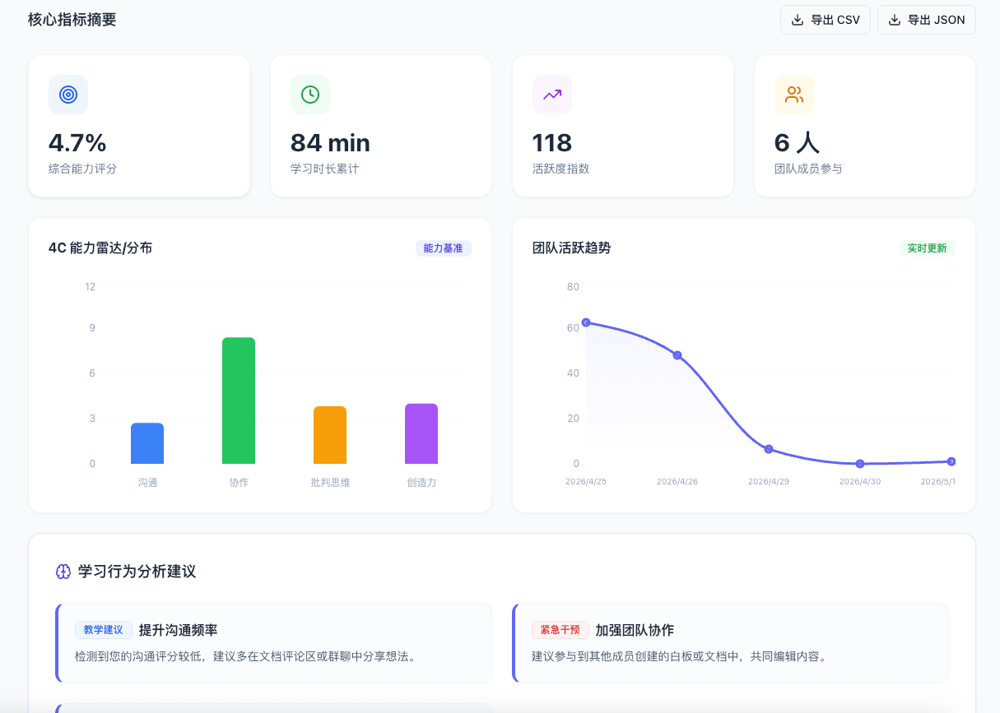 核心指标摘要
导出 CSV
导出 JSON
4.7%
综合能力评分
84 min
学习时长累计
118
活跃度指数
6 人
团队成员参与
4C 能力雷达/分布
能力基准
12
9
6
3
0
沟通
协作
批判思维
创造力
团队活跃趋势
实时更新
80
60
40
20
0
2026/4/25
2026/4/26
2026/4/29
2026/4/30
2026/5/1
学习行为分析建议
教学建议 提升沟通频率
检测到您的沟通评分较低，建议多在文档评论区或群聊中分享想法。
紧急干预 加强团队协作
建议参与到其他成员创建的白板或文档中，共同编辑内容。